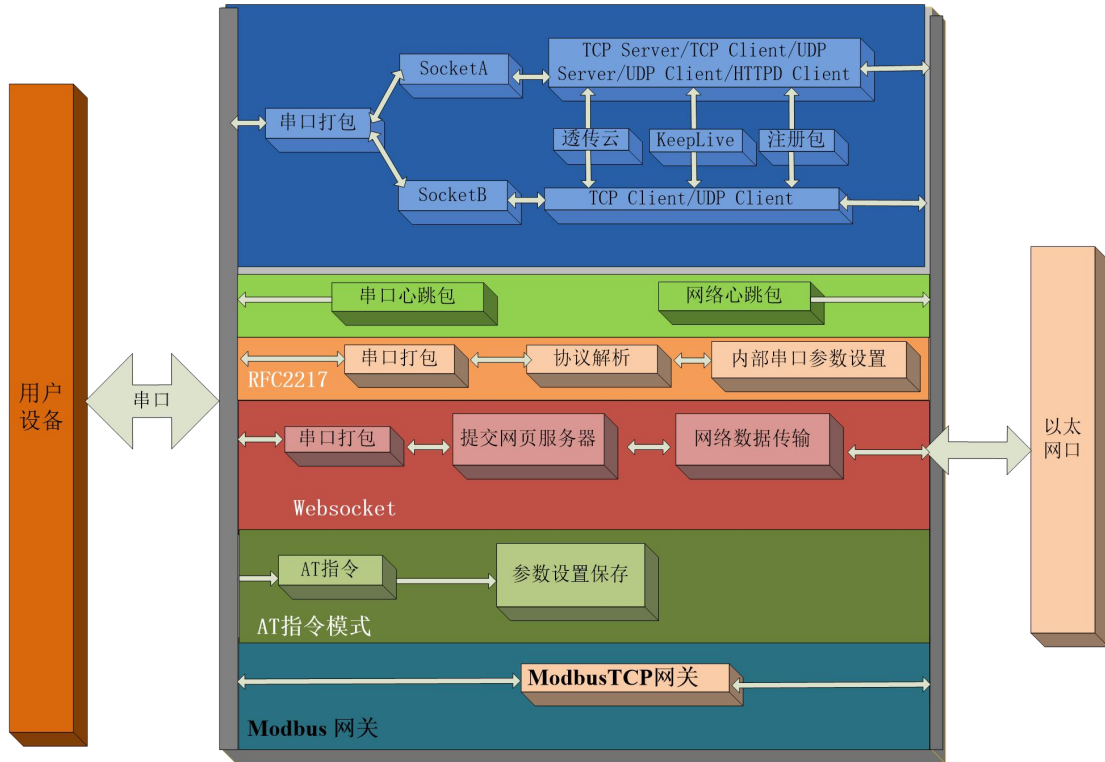 TCP Server/TCP Client/UDP
Server/UDP Client/HTTPD Client
SocketA
串口打包
透传云
KeepLive
注册包
SocketB
TCP Client/UDP Client
串口心跳包
网络心跳包
串口打包
协议解析
内部串口参数设置
RFC2217
用户
设备
串口
串口打包
提交网页服务器
网络数据传输
以太
网口
Websocket
AT指令
参数设置保存
AT指令模式
ModbusTCP网关
Modbus 网关